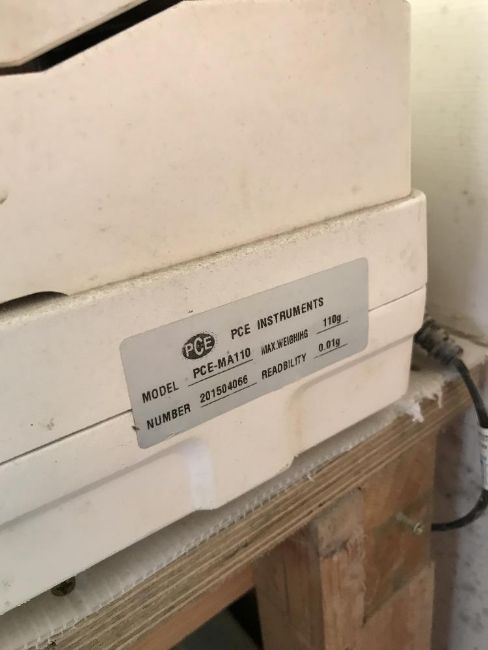 PCE PCE INSTRUMENTS
MODEL PCE-MA110 MAX.WEIGHING 110g
NUMBER 201504066 READBILITY 0.01g